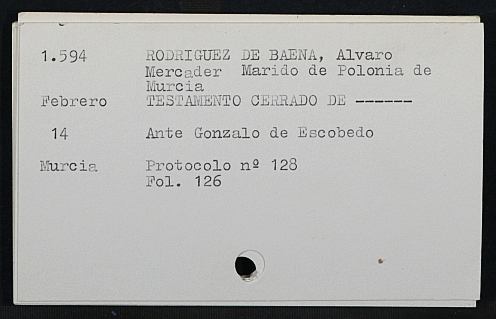 1.594 RODRIGUEZ DE BAENA, Alvaro
Mercader Marido de Polonia de
Murcia
Febrero TESTAMENTO CERRADO DE ------
14 Ante Gonzalo de Escobedo
Murcia Protocolo nº 128
Fol. 126